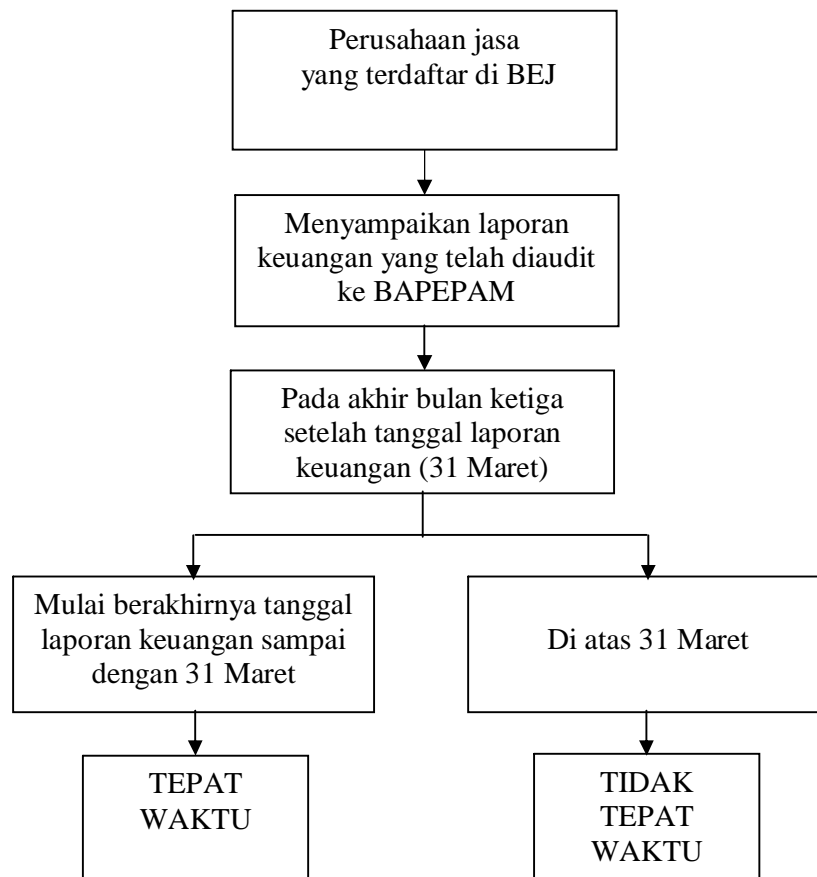 Perusahaan jasa
yang terdaftar di BEJ
Menyampaikan laporan
keuangan yang telah diaudit
ke BAPEPAM
Pada akhir bulan ketiga
setelah tanggal laporan
keuangan (31 Maret)
Mulai berakhirnya tanggal
laporan keuangan sampai
dengan 31 Maret
Di atas 31 Maret
TEPAT
WAKTU
TIDAK
TEPAT
WAKTU